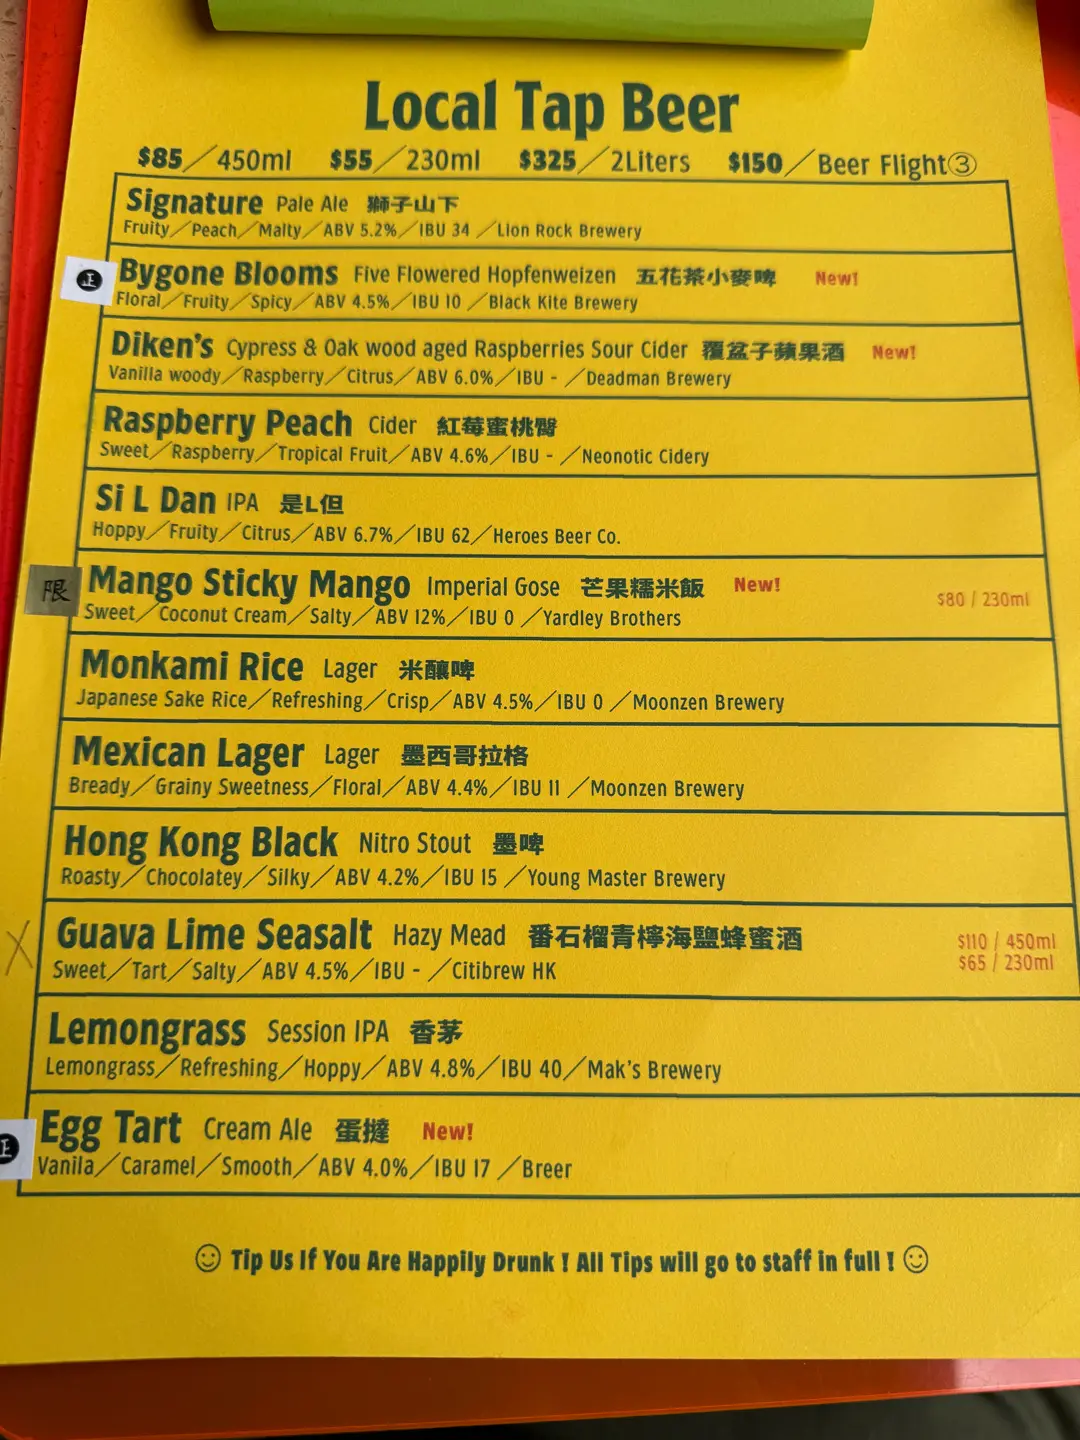 Local Tap Beer
$85／450ml $55／230ml $325／2Liters $150／Beer Flight③
Signature Pale Ale 獅子山下
Fruity／Peach／Malty／ABV 5.2%／IBU 34／Lion Rock Brewery
正
Bygone Blooms Five Flowered Hopfenweizen 五花茶小麥啤 New!
Floral／Fruity／Spicy／ABV 4.5%／IBU 10／Black Kite Brewery
Diken's Cypress & Oak wood aged Raspberries Sour Cider 覆盆子蘋果酒 New!
Vanilla woody／Raspberry／Citrus／ABV 6.0%／IBU -／Deadman Brewery
Raspberry Peach Cider 紅莓蜜桃臀
Sweet／Raspberry／Tropical Fruit／ABV 4.6%／IBU -／Neonotic Cidery
Si L Dan IPA 是L但
Hoppy／Fruity／Citrus／ABV 6.7%／IBU 62／Heroes Beer Co.
限
Mango Sticky Mango Imperial Gose 芒果糯米飯 New! $80 / 230ml
Sweet／Coconut Cream／Salty／ABV 12%／IBU 0／Yardley Brothers
Monkami Rice Lager 米釀啤
Japanese Sake Rice／Refreshing／Crisp／ABV 4.5%／IBU 0／Moonzen Brewery
Mexican Lager Lager 墨西哥拉格
Bready／Grainy Sweetness／Floral／ABV 4.4%／IBU 11／Moonzen Brewery
Hong Kong Black Nitro Stout 墨啤
Roasty／Chocolatey／Silky／ABV 4.2%／IBU 15／Young Master Brewery
X
Guava Lime Seasalt Hazy Mead 番石榴青檸海鹽蜂蜜酒 $110 / 450ml
$65 / 230ml
Sweet／Tart／Salty／ABV 4.5%／IBU -／Citibrew HK
Lemongrass Session IPA 香茅
Lemongrass／Refreshing／Hoppy／ABV 4.8%／IBU 40／Mak's Brewery
正
Egg Tart Cream Ale 蛋撻 New!
Vanila／Caramel／Smooth／ABV 4.0%／IBU 17／Breer
Tip Us If You Are Happily Drunk ! All Tips will go to staff in full !